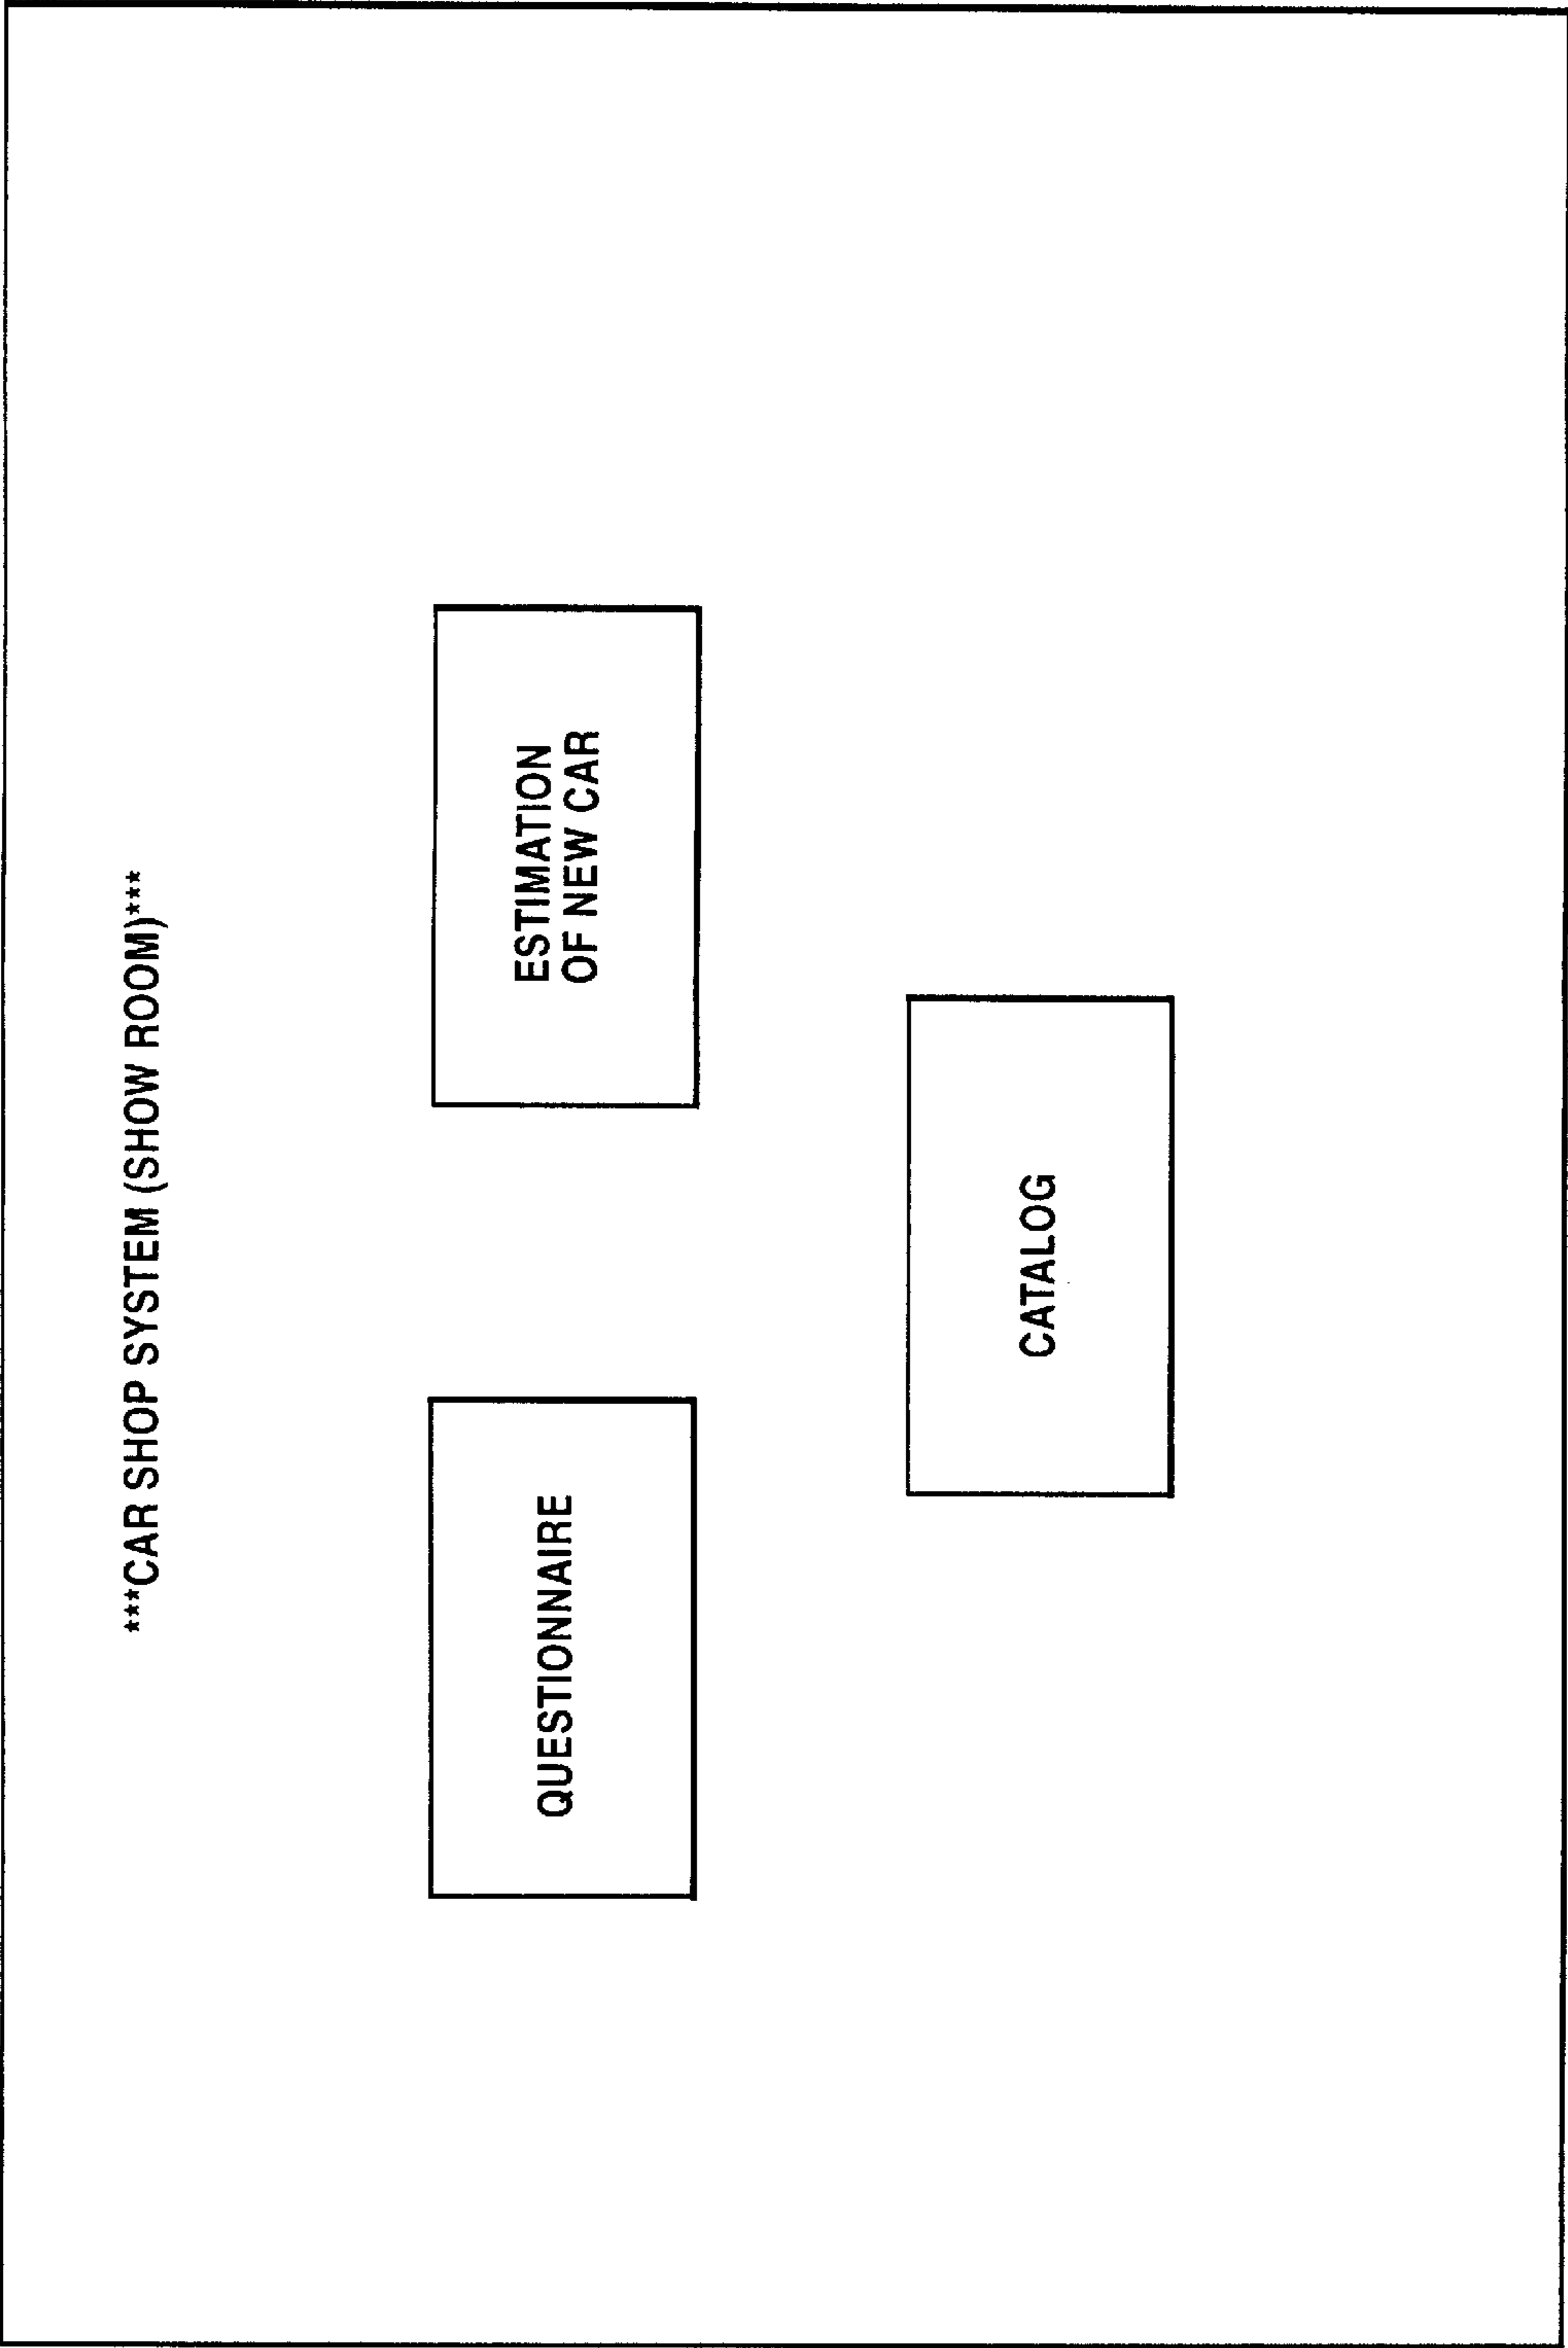 ***CAR SHOP SYSTEM (SHOW ROOM)***
QUESTIONNAIRE
ESTIMATION
OF NEW CAR
CATALOG